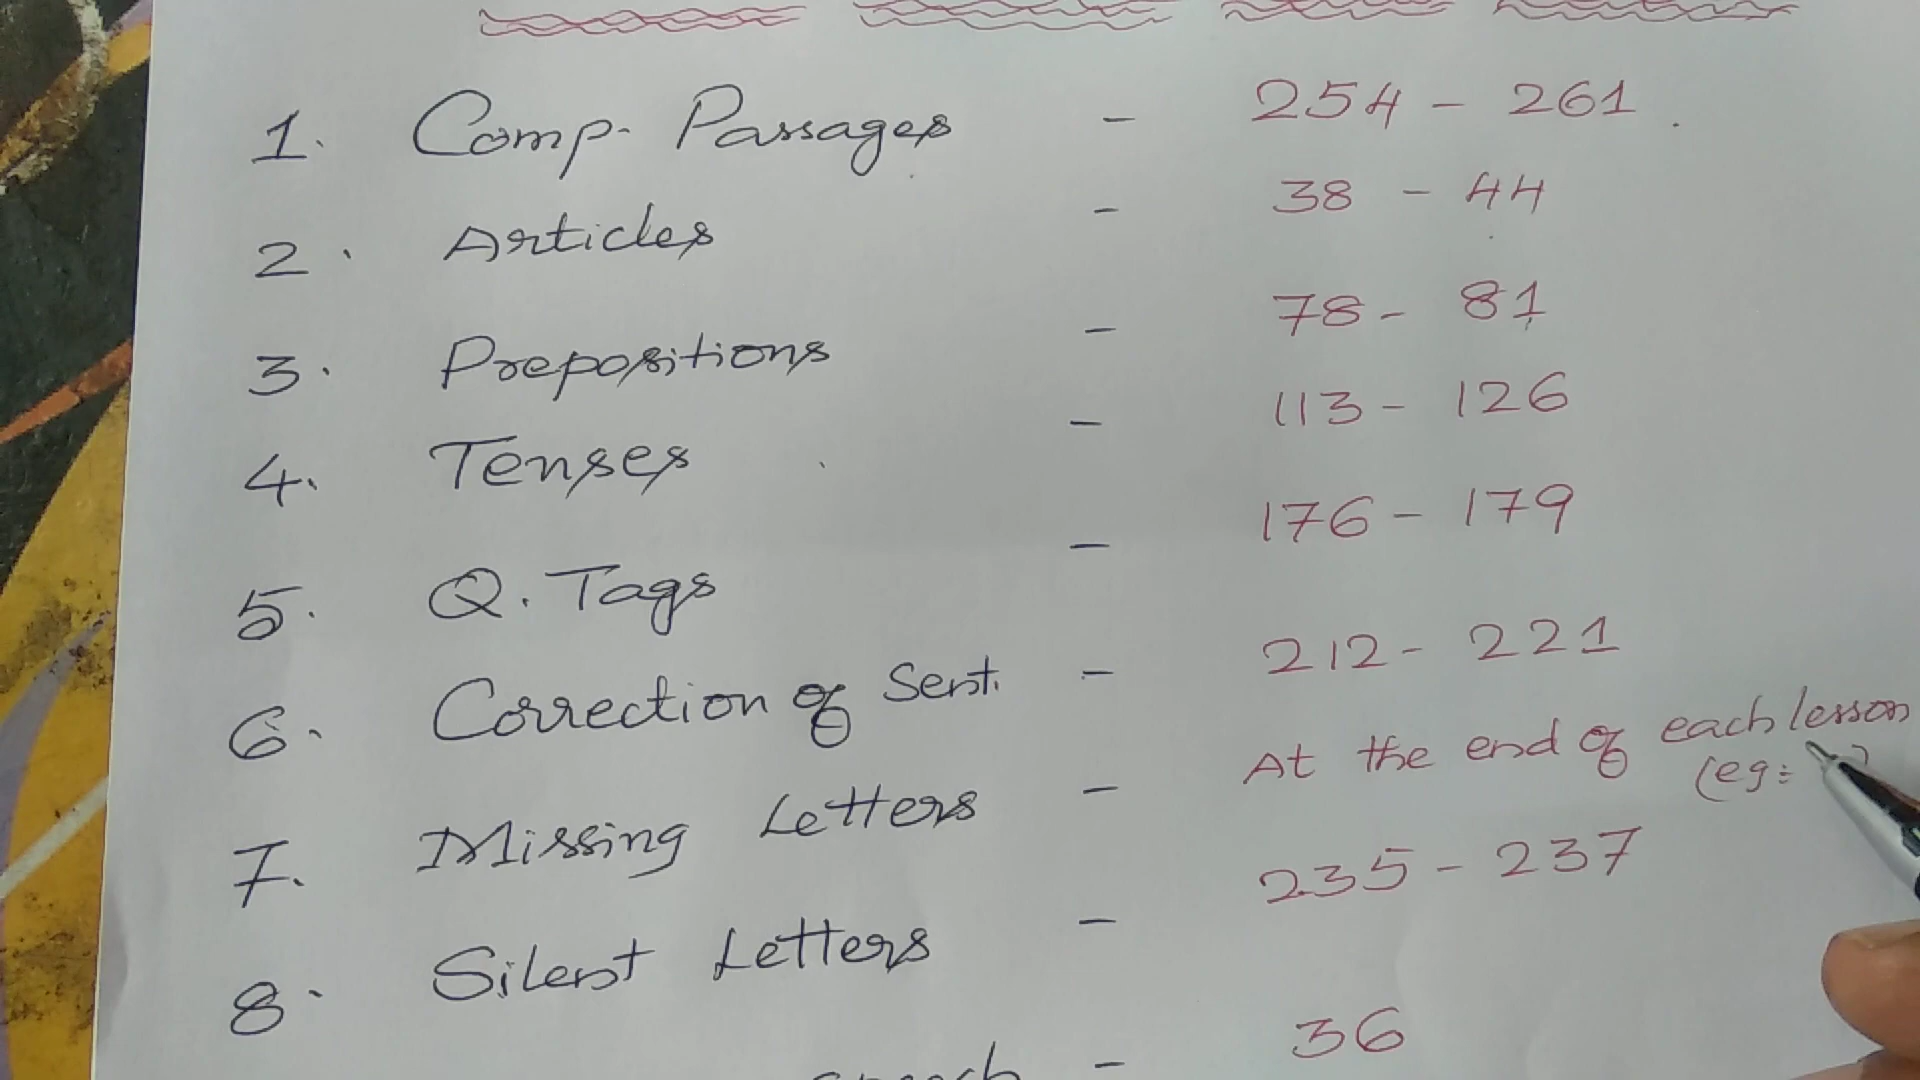 1. Comp. Passages - 254 - 261
2. Articles - 38 - 44
3. Prepositions - 78 - 81
4. Tenses - 113 - 126
5. Q. Tags - 176 - 179
6. Correction of Sent. - 212 - 221
7. Missing Letters - At the end of each lesson
(eg:
8. Silent Letters - 235 - 237
speech - 36